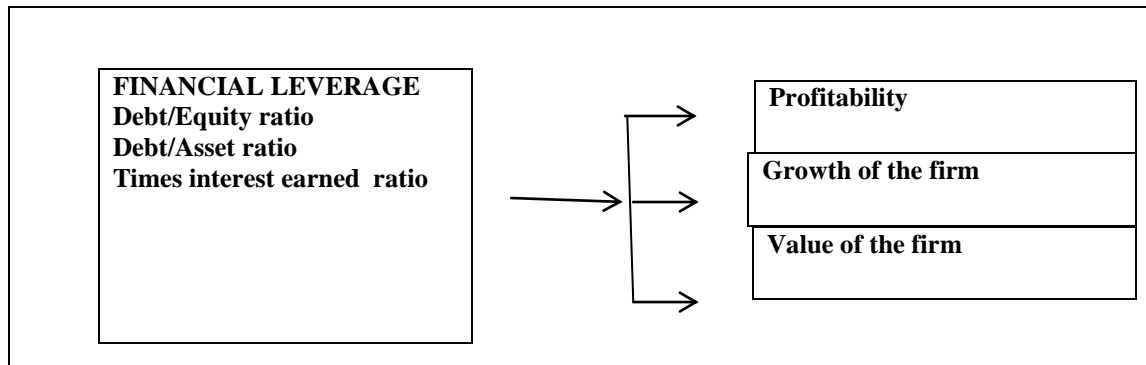 FINANCIAL LEVERAGE
Debt/Equity ratio
Debt/Asset ratio
Times interest earned ratio
Profitability
Growth of the firm
Value of the firm